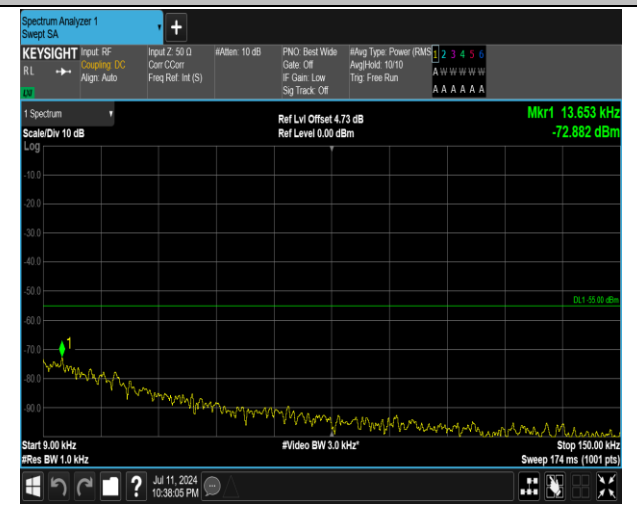 Spectrum Analyzer 1
Swept SA
+
KEYSIGHT Input: RF Input Z: 50 Ω #Atten: 10 dB PNO: Best Wide #Avg Type: Power (RMS 1 2 3 4 5 6
RL Coupling: DC Corr CCorr Gate: Off Avg|Hold: 10/10 A W W W W W
Align: Auto Freq Ref: Int (S) IF Gain: Low Trig: Free Run
Sig Track: Off A A A A A A
1 Spectrum Ref Lvl Offset 4.73 dB Mkr1 13.653 kHz
Scale/Div 10 dB Ref Level 0.00 dBm -72.882 dBm
Log
-10.0
-20.0
-30.0
-40.0
-50.0
DL1 -55.00 dBm
-60.0
1
-70.0
-80.0
-90.0
Start 9.00 kHz #Video BW 3.0 kHz* Stop 150.00 kHz
#Res BW 1.0 kHz Sweep 174 ms (1001 pts)
? Jul 11, 2024
10:38:05 PM